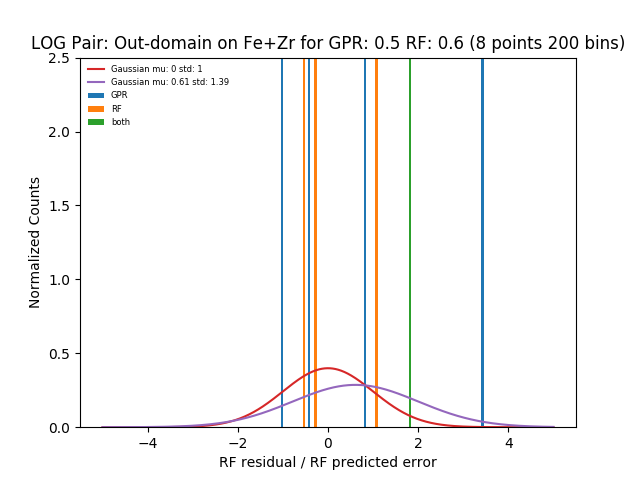 LOG Pair: Out-domain on Fe+Zr for GPR: 0.5 RF: 0.6 (8 points 200 bins)
Gaussian mu: 0 std: 1
Gaussian mu: 0.61 std: 1.39
GPR
RF
both
2.5
2.0
1.5
1.0
0.5
0.0
Normalized Counts
−4 −2 0 2 4
RF residual / RF predicted error